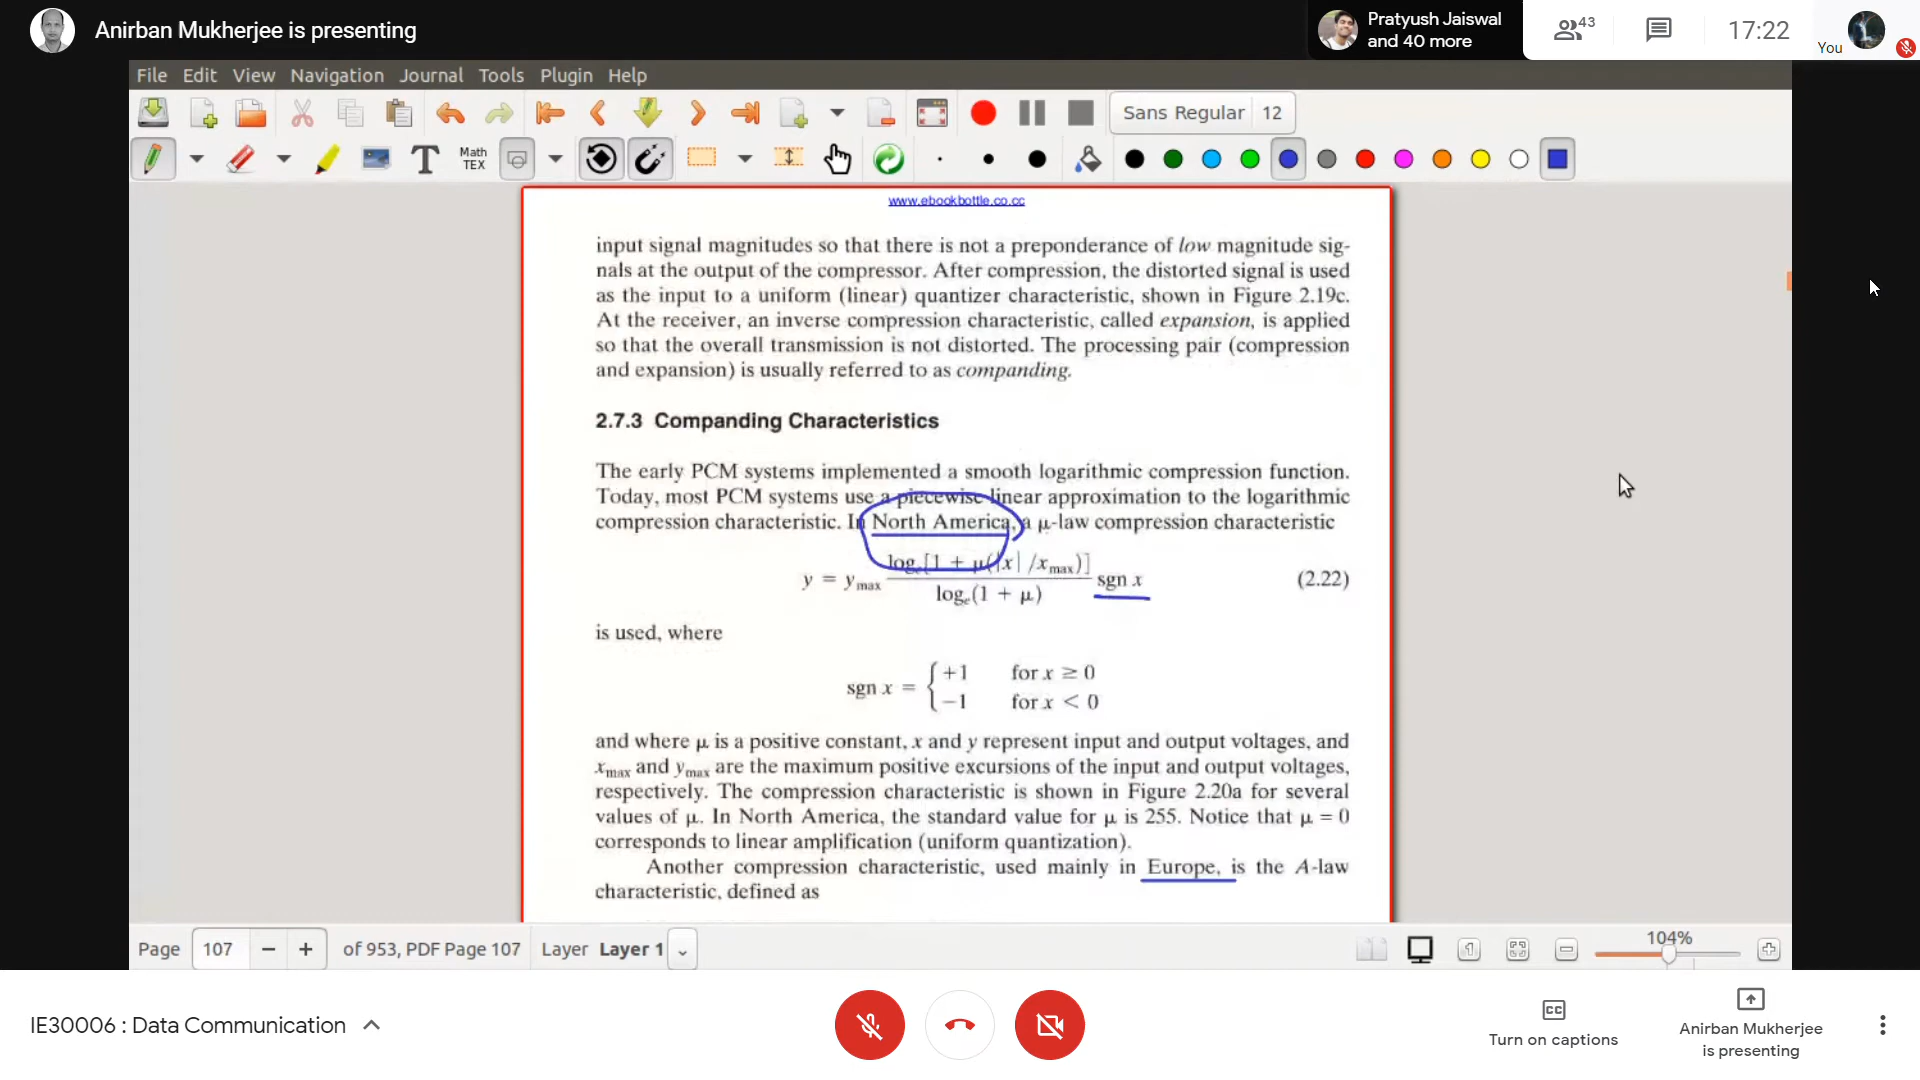 Anirban Mukherjee is presenting
Pratyush Jaiswal
and 40 more
43
17:22
You
File Edit View Navigation Journal Tools Plugin Help
Sans Regular 12
Math
TEX
www.ebookbottle.co.cc
input signal magnitudes so that there is not a preponderance of low magnitude sig-
nals at the output of the compressor. After compression, the distorted signal is used
as the input to a uniform (linear) quantizer characteristic, shown in Figure 2.19c.
At the receiver, an inverse compression characteristic, called expansion, is applied
so that the overall transmission is not distorted. The processing pair (compression
and expansion) is usually referred to as companding.
2.7.3 Companding Characteristics
The early PCM systems implemented a smooth logarithmic compression function.
Today, most PCM systems use a piecewise linear approximation to the logarithmic
compression characteristic. In North America, a μ-law compression characteristic
y = y_max log_e[1 + μ(|x| /x_max)] / log_e(1 + μ) sgn x (2.22)
is used, where
sgn x = { +1 for x ≥ 0
−1 for x < 0
and where μ is a positive constant, x and y represent input and output voltages, and
x_max and y_max are the maximum positive excursions of the input and output voltages,
respectively. The compression characteristic is shown in Figure 2.20a for several
values of μ. In North America, the standard value for μ is 255. Notice that μ = 0
corresponds to linear amplification (uniform quantization).
Another compression characteristic, used mainly in Europe, is the A-law
characteristic, defined as
Page 107 − + of 953, PDF Page 107 Layer Layer 1
104%
IE30006 : Data Communication
CC
Turn on captions
Anirban Mukherjee
is presenting